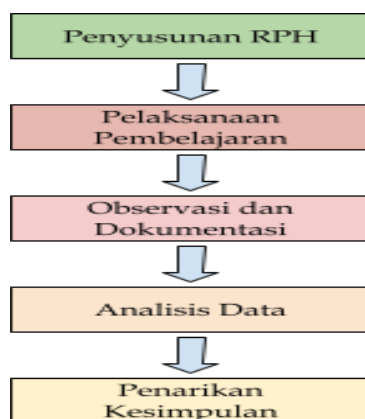 Penyusunan RPH
Pelaksanaan
Pembelajaran
Observasi dan
Dokumentasi
Analisis Data
Penarikan
Kesimpulan